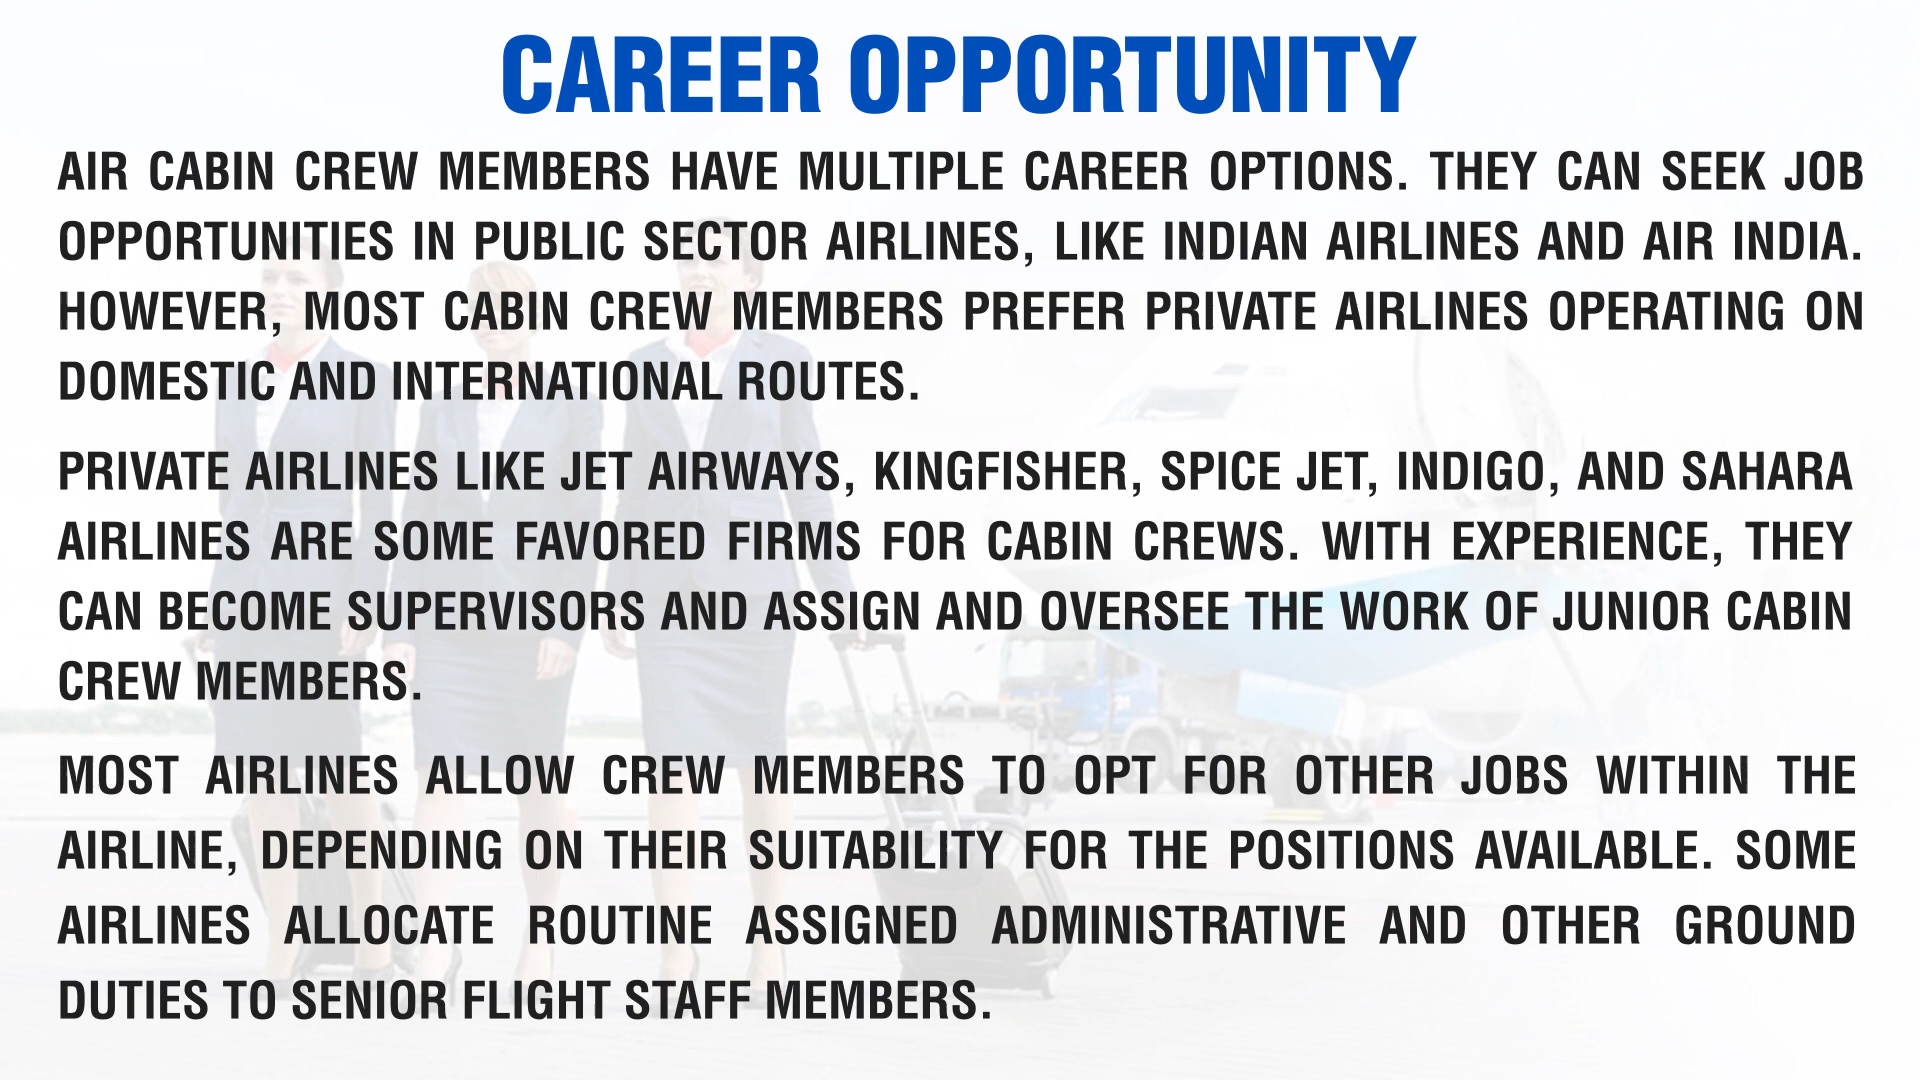 CAREER OPPORTUNITY
AIR CABIN CREW MEMBERS HAVE MULTIPLE CAREER OPTIONS. THEY CAN SEEK JOB
OPPORTUNITIES IN PUBLIC SECTOR AIRLINES, LIKE INDIAN AIRLINES AND AIR INDIA.
HOWEVER, MOST CABIN CREW MEMBERS PREFER PRIVATE AIRLINES OPERATING ON
DOMESTIC AND INTERNATIONAL ROUTES.
PRIVATE AIRLINES LIKE JET AIRWAYS, KINGFISHER, SPICE JET, INDIGO, AND SAHARA
AIRLINES ARE SOME FAVORED FIRMS FOR CABIN CREWS. WITH EXPERIENCE, THEY
CAN BECOME SUPERVISORS AND ASSIGN AND OVERSEE THE WORK OF JUNIOR CABIN
CREW MEMBERS.
MOST AIRLINES ALLOW CREW MEMBERS TO OPT FOR OTHER JOBS WITHIN THE
AIRLINE, DEPENDING ON THEIR SUITABILITY FOR THE POSITIONS AVAILABLE. SOME
AIRLINES ALLOCATE ROUTINE ASSIGNED ADMINISTRATIVE AND OTHER GROUND
DUTIES TO SENIOR FLIGHT STAFF MEMBERS.